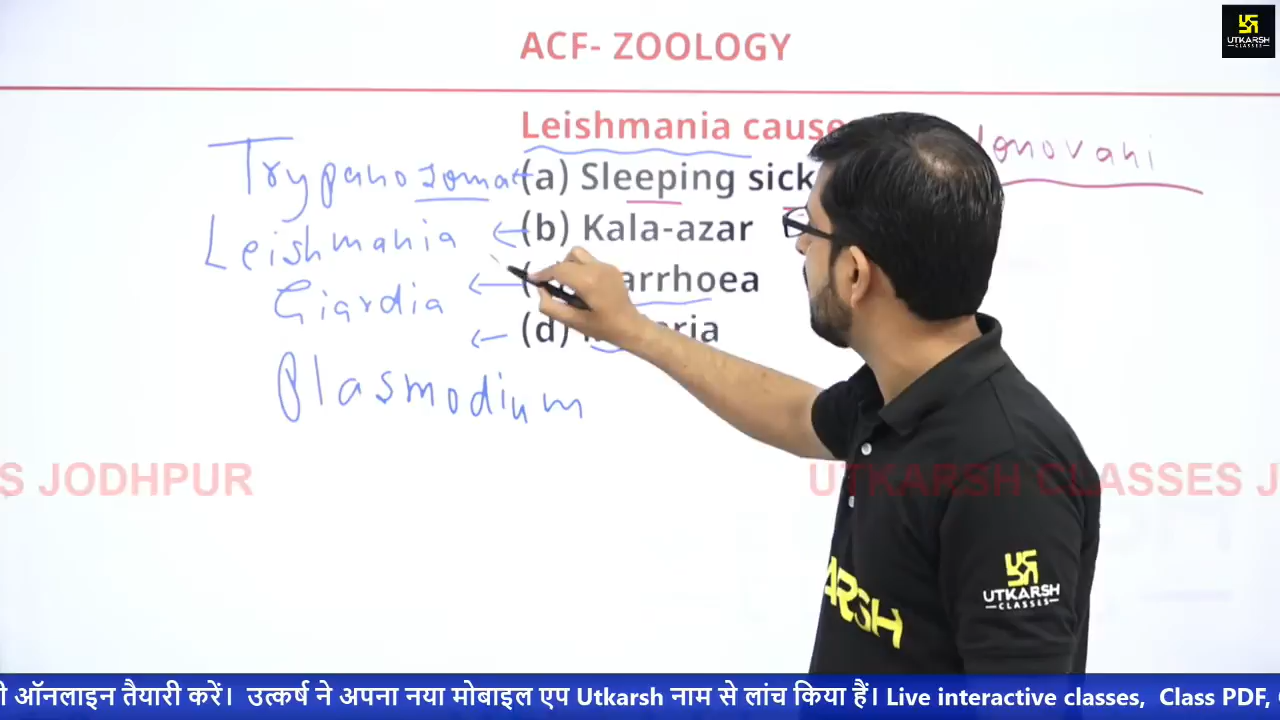 UTKARSH
CLASSES
ACF- ZOOLOGY
Leishmania cause
donovani
Trypanosoma (a) Sleeping sick
Leishmania (b) Kala-azar
Giardia arrhoea
(d)
Plasmodium
S JODHPUR UTKARSH CLASSES J
UTKARSH
CLASSES
ARSH
ऑनलाइन तैयारी करें। उत्कर्ष ने अपना नया मोबाइल एप Utkarsh नाम से लांच किया हैं। Live interactive classes, Class PDF,